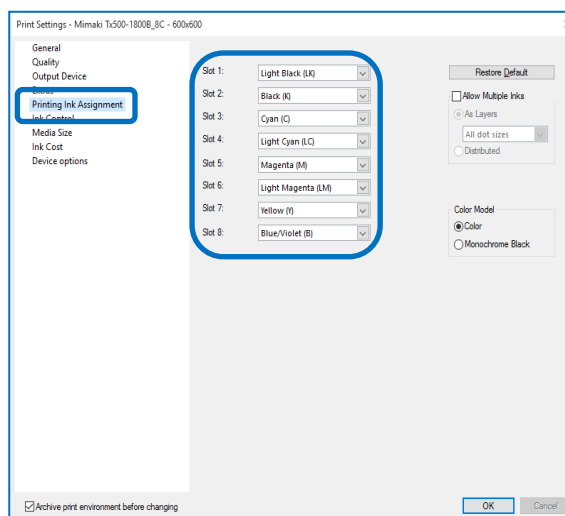 Print Settings - Mimaki Tx500-1800B_8C - 600x600
General
Quality
Output Device
Extras
Printing Ink Assignment
Ink Control
Media Size
Ink Cost
Device options
Slot 1: Light Black (LK)
Slot 2: Black (K)
Slot 3: Cyan (C)
Slot 4: Light Cyan (LC)
Slot 5: Magenta (M)
Slot 6: Light Magenta (LM)
Slot 7: Yellow (Y)
Slot 8: Blue/Violet (B)
Restore Default
Allow Multiple Inks
As Layers
All dot sizes
Distributed
Color Model
Color
Monochrome Black
Archive print environment before changing
OK Cancel